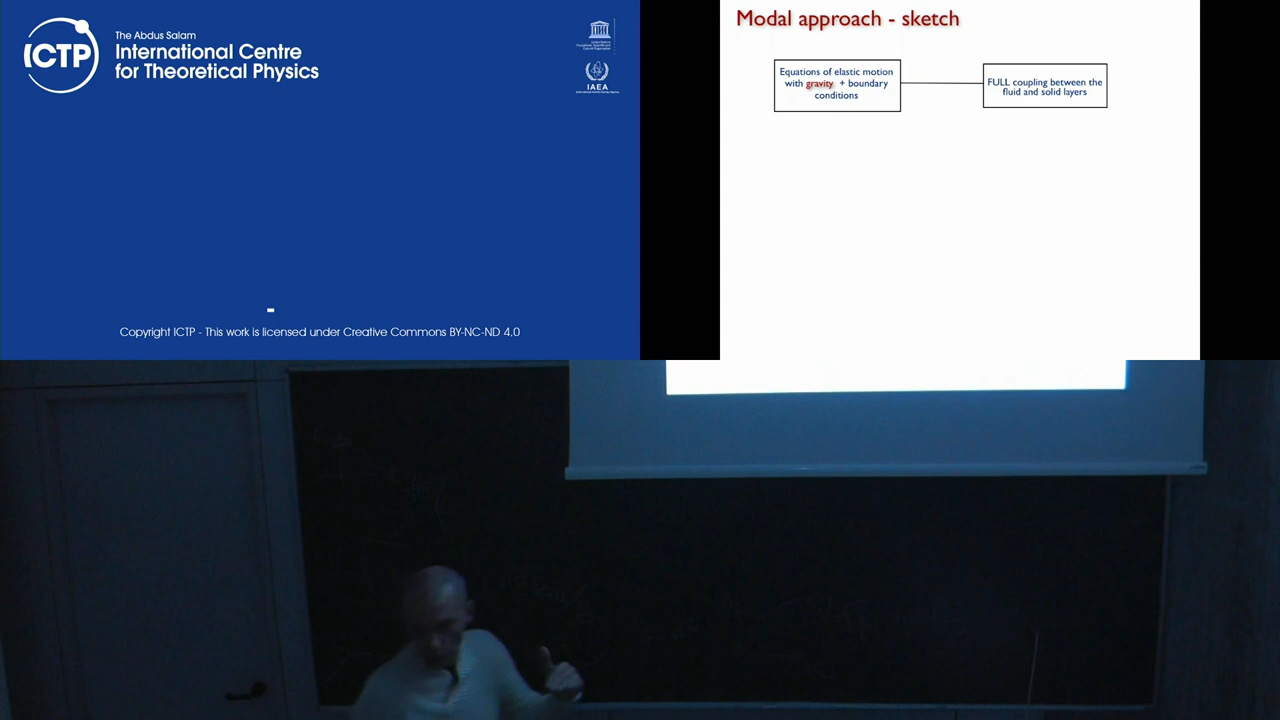 ICTP
The Abdus Salam
International Centre
for Theoretical Physics
IAEA
Copyright ICTP - This work is licensed under Creative Commons BY-NC-ND 4.0
Modal approach - sketch
Equations of elastic motion
with gravity + boundary
conditions
FULL coupling between the
fluid and solid layers